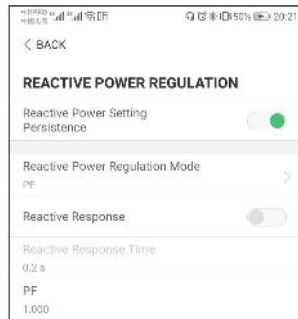 50% 20:21
< BACK
REACTIVE POWER REGULATION
Reactive Power Setting
Persistence
Reactive Power Regulation Mode
PF
Reactive Response
Reactive Response Time
0.2 s
PF
1.000